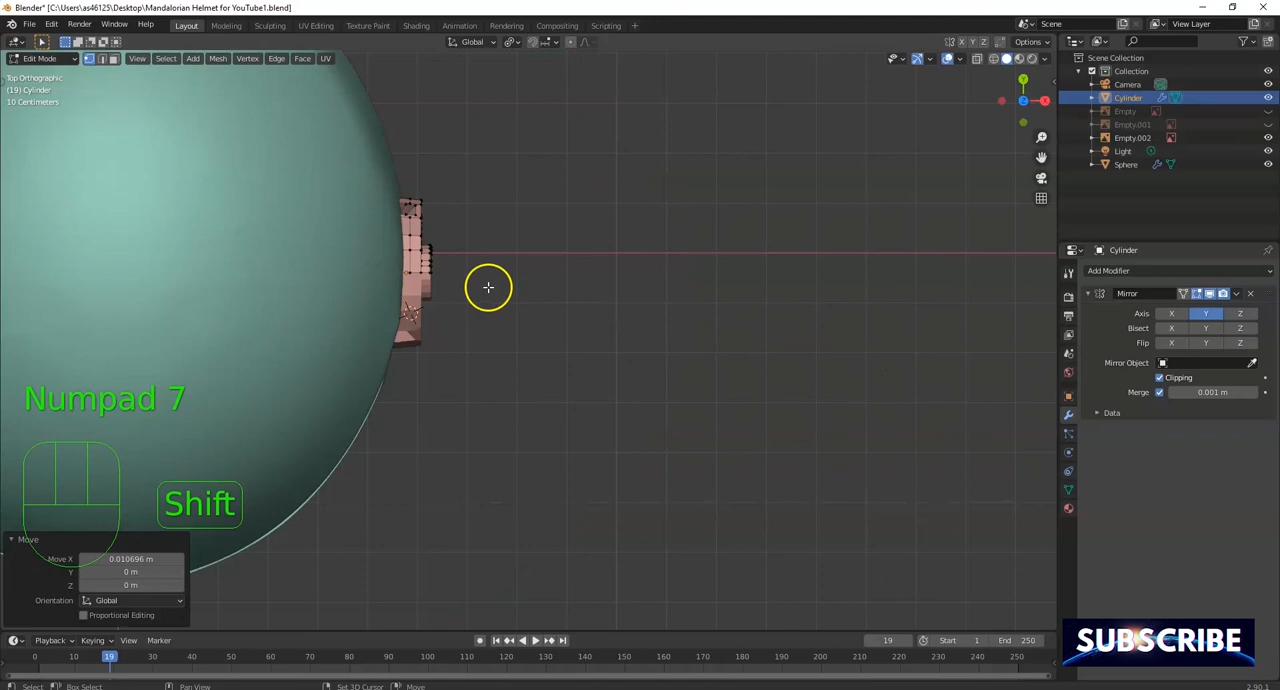 Blender* [C:\Users\as46125\Desktop\Mandalorian Helmet for YouTube1.blend]
File Edit Render Window Help Layout Modeling Sculpting UV Editing Texture Paint Shading Animation Rendering Compositing Scripting + Scene View Layer
Global Options
X Y Z
Edit Mode View Select Add Mesh Vertex Edge Face UV
Top Orthographic
(19) Cylinder
10 Centimeters
Y
Z X
Scene Collection
Collection
Camera
Cylinder
Empty
Empty.001
Empty.002
Light
Sphere
Cylinder
Add Modifier
Mirror
Axis X Y Z
Bisect X Y Z
Flip X Y Z
Mirror Object
Clipping
Merge 0.001 m
Data
Numpad 7
Shift
Move
Move X 0.010696 m
Y 0 m
Z 0 m
Orientation Global
Proportional Editing
SUBSCRIBE
Playback Keying View Marker 19 Start 1 End 250
0 10 19 30 40 50 60 70 80 90 100 110 120 130 140 150 160 170 180 190 200 210 220 230 240 250
Select Box Select Pan View Set 3D Cursor Move 2.90.1